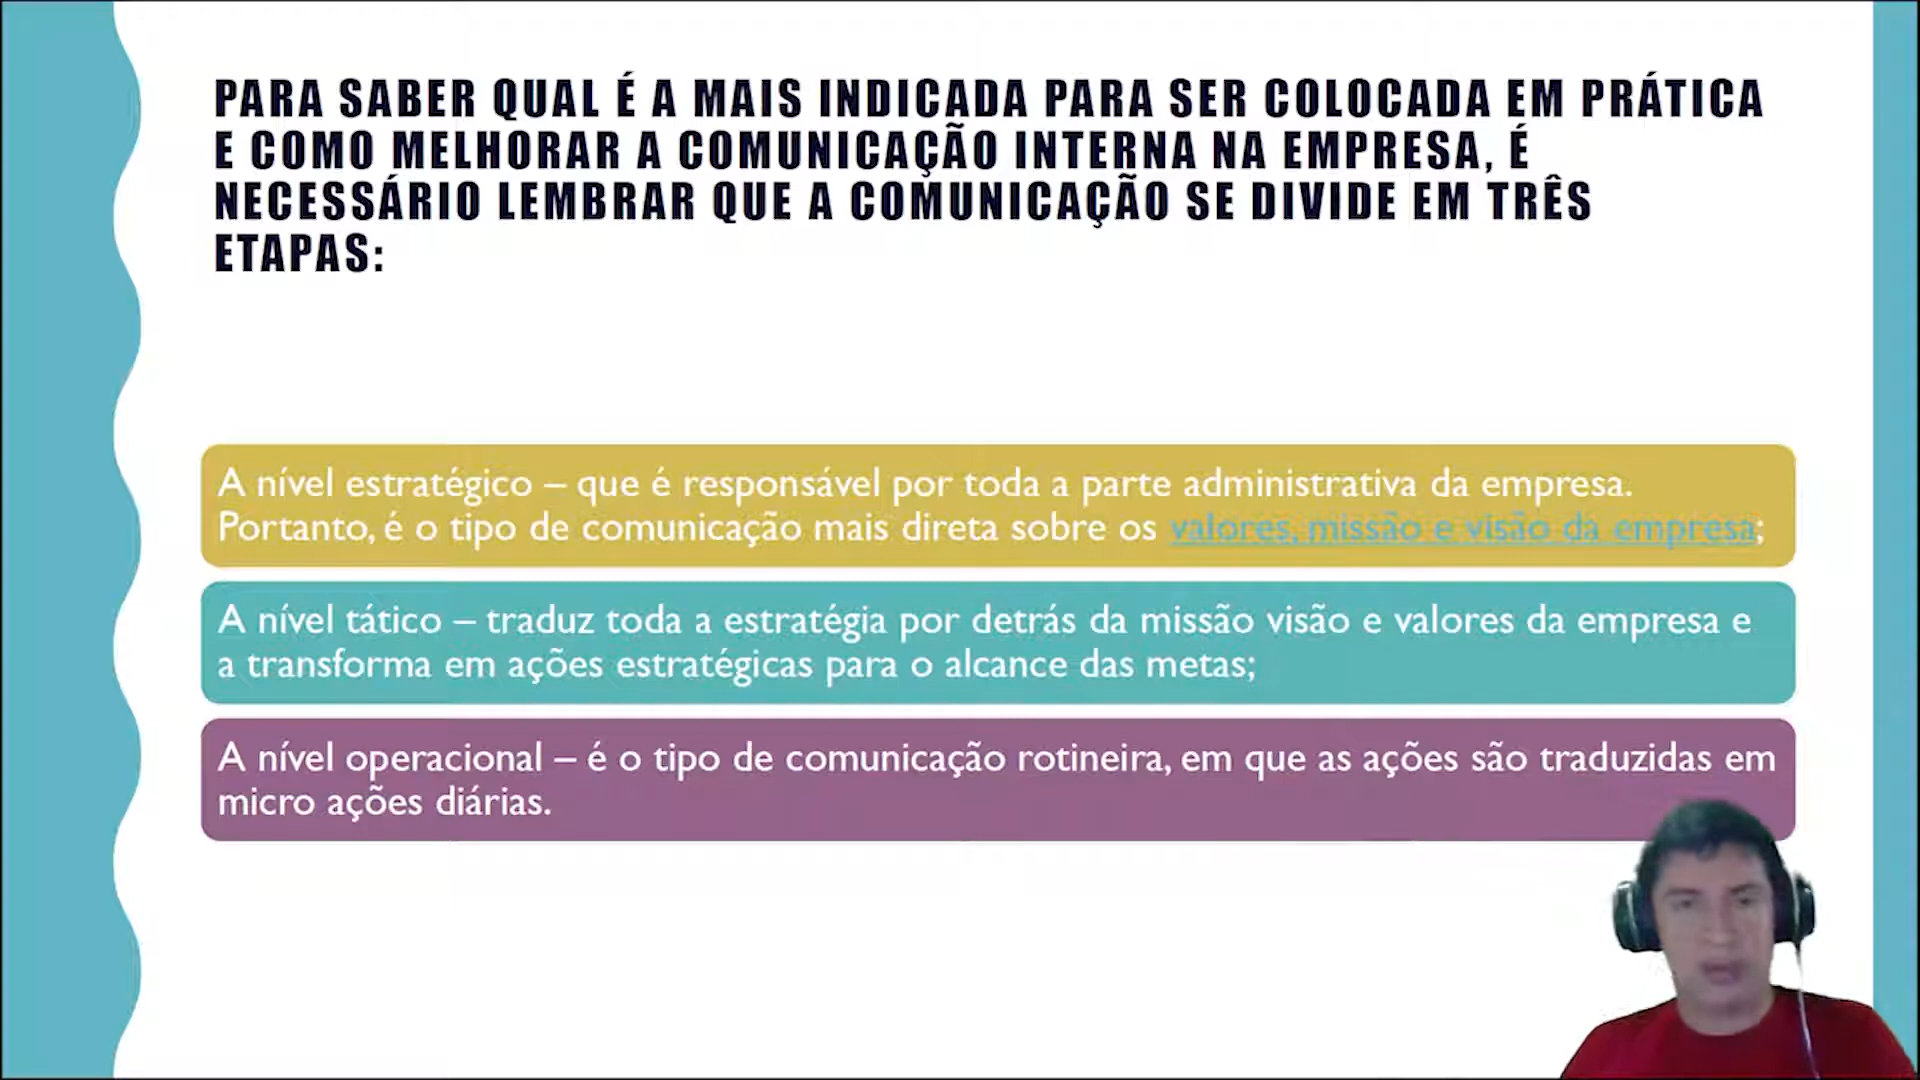 PARA SABER QUAL É A MAIS INDICADA PARA SER COLOCADA EM PRÁTICA
E COMO MELHORAR A COMUNICAÇÃO INTERNA NA EMPRESA, É
NECESSÁRIO LEMBRAR QUE A COMUNICAÇÃO SE DIVIDE EM TRÊS
ETAPAS:
A nível estratégico – que é responsável por toda a parte administrativa da empresa.
Portanto, é o tipo de comunicação mais direta sobre os valores, missão e visão da empresa;
A nível tático – traduz toda a estratégia por detrás da missão visão e valores da empresa e
a transforma em ações estratégicas para o alcance das metas;
A nível operacional – é o tipo de comunicação rotineira, em que as ações são traduzidas em
micro ações diárias.